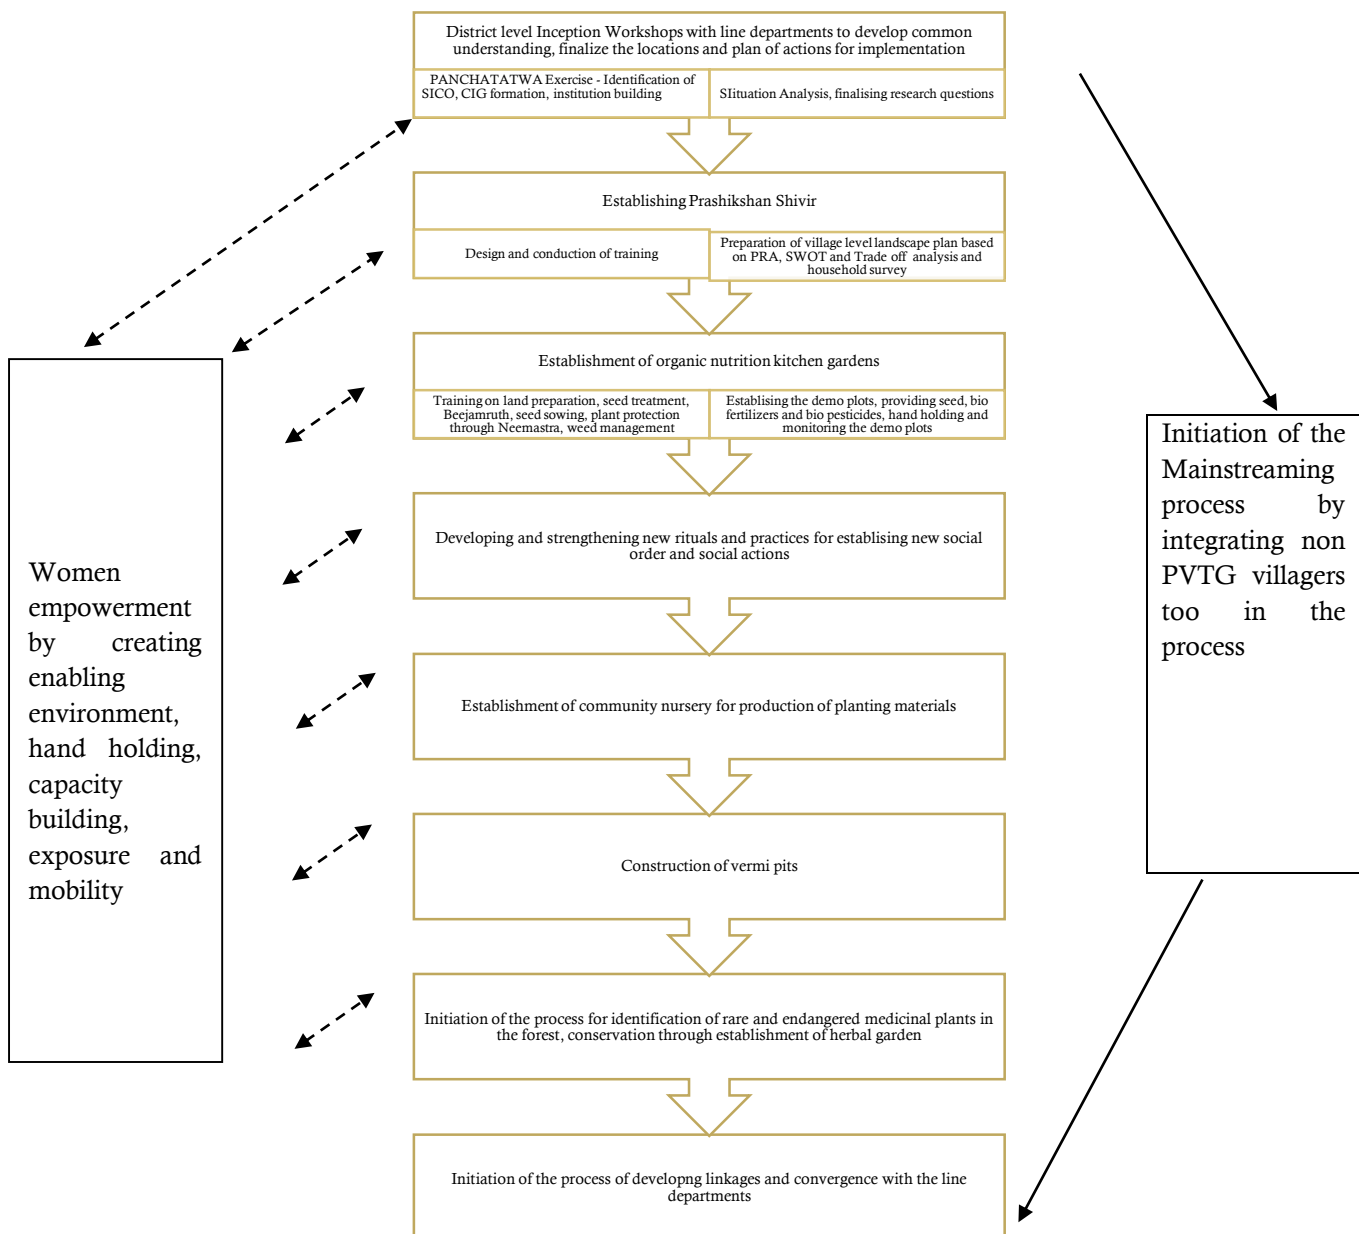 District level Inception Workshops with line departments to develop common
understanding, finalize the locations and plan of actions for implementation
PANCHATATWA Exercise - Identification of
SICO, CIG formation, institution building
SIituation Analysis, finalising research questions
Establishing Prashikshan Shivir
Design and conduction of training
Preparation of village level landscape plan based
on PRA, SWOT and Trade off analysis and
household survey
Establishment of organic nutrition kitchen gardens
Training on land preparation, seed treatment,
Beejamruth, seed sowing, plant protection
through Neemastra, weed management
Establising the demo plots, providing seed, bio
fertilizers and bio pesticides, hand holding and
monitoring the demo plots
Developing and strengthening new rituals and practices for establising new social
order and social actions
Establishment of community nursery for production of planting materials
Construction of vermi pits
Initiation of the process for identification of rare and endangered medicinal plants in
the forest, conservation through establishment of herbal garden
Initiation of the process of developng linkages and convergence with the line
departments
Women
empowerment
by creating
enabling
environment,
hand holding,
capacity
building,
exposure and
mobility
Initiation of the
Mainstreaming
process by
integrating non
PVTG villagers
too in the
process